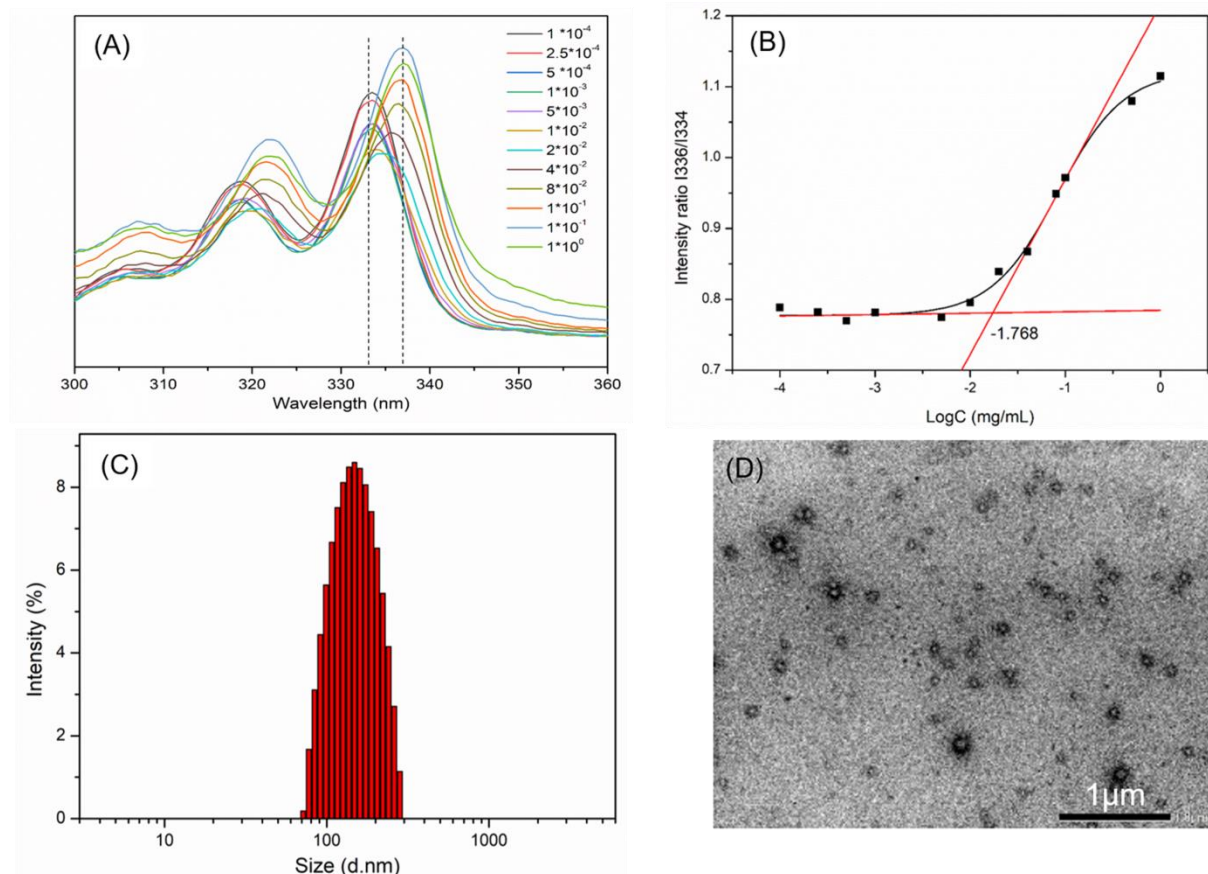 (A)
1 *10⁻⁴
2.5*10⁻⁴
5 *10⁻⁴
1*10⁻³
5*10⁻³
1*10⁻²
2*10⁻²
4*10⁻²
8*10⁻²
1*10⁻¹
1*10⁻¹
1*10⁰
300 310 320 330 340 350 360
Wavelength (nm)
(B)
1.2
1.1
1.0
0.9
0.8
0.7
Intensity ratio I336/I334
-1.768
-4 -3 -2 -1 0
LogC (mg/mL)
(C)
8
6
4
2
0
Intensity (%)
10 100 1000
Size (d.nm)
(D)
1µm